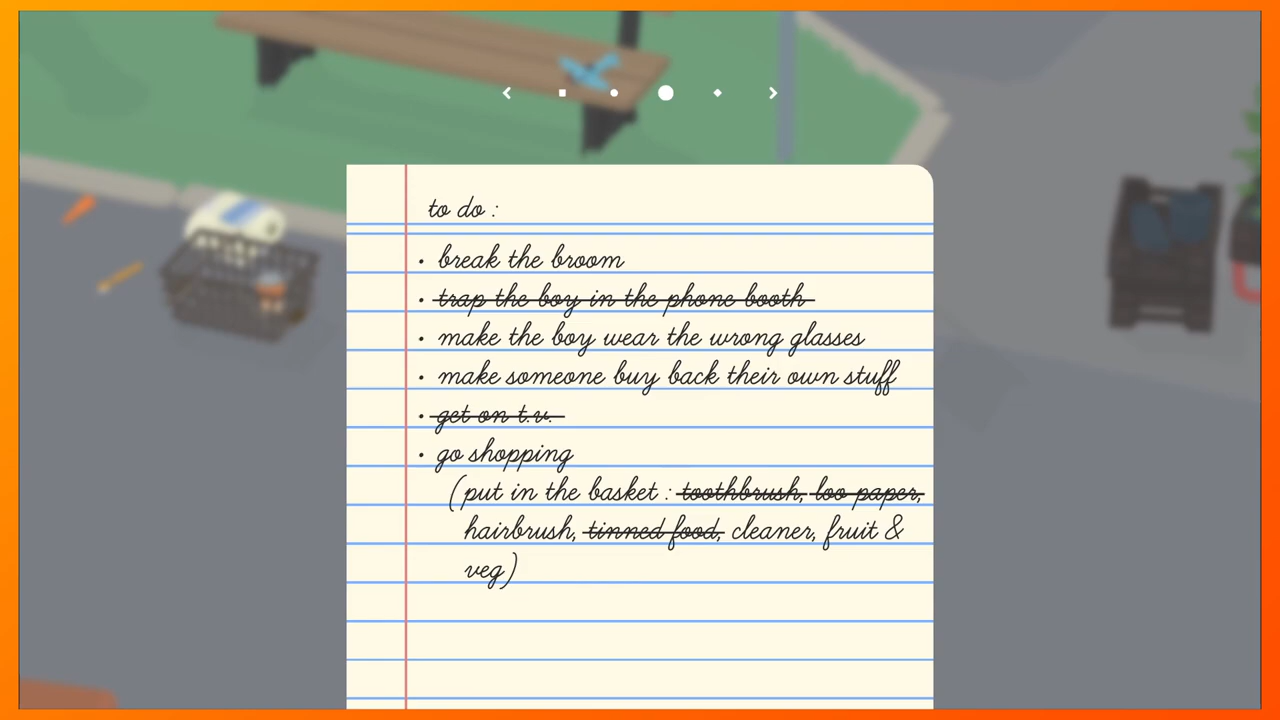 to do :
• break the broom
• trap the boy in the phone booth
• make the boy wear the wrong glasses
• make someone buy back their own stuff
• get on t.v.
• go shopping
(put in the basket : toothbrush, loo paper,
hairbrush, tinned food, cleaner, fruit &
veg)